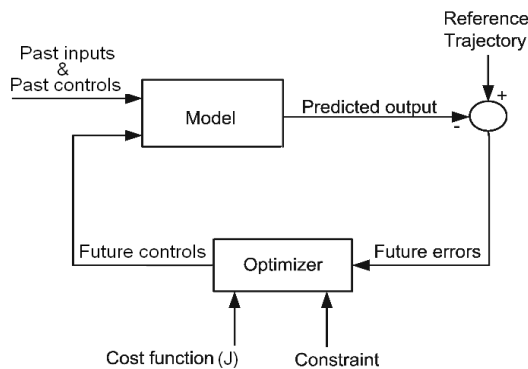 Reference
Trajectory
Past inputs
&
Past controls
+
Model
Predicted output
-
Future controls
Optimizer
Future errors
Cost function (J)
Constraint